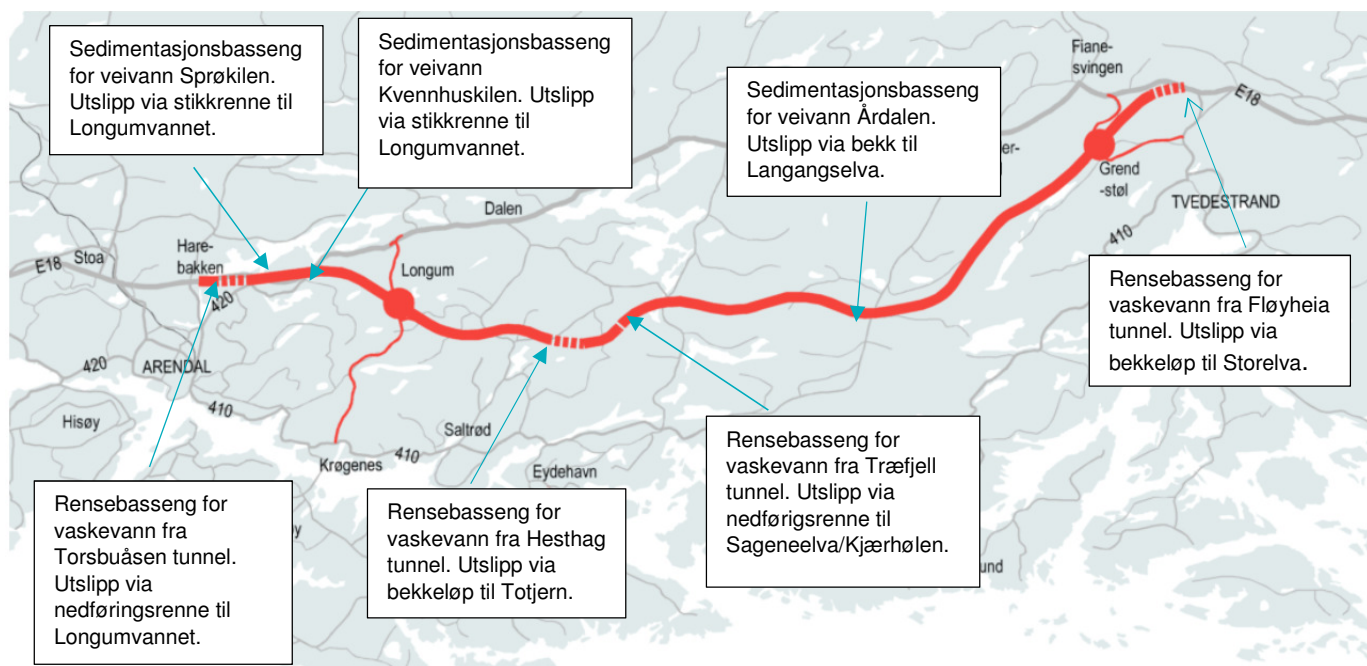 Sedimentasjonsbasseng
for veivann Sprøkilen.
Utslipp via stikkrenne til
Longumvannet.
Sedimentasjonsbasseng
for veivann
Kvennhuskilen. Utslipp
via stikkrenne til
Longumvannet.
Sedimentasjonsbasseng
for veivann Årdalen.
Utslipp via bekk til
Langangselva.
Fiane-
svingen
E18
er-
Grend
-støl
TVEDESTRAND
410
Dalen
Hare-
bakken
Stoa
E18
420
Longum
ARENDAL
420
410
Hisøy
Saltrød
410
Krøgenes
Eydehavn
Rensebasseng for
vaskevann fra Fløyheia
tunnel. Utslipp via
bekkeløp til Storelva.
Rensebasseng for
vaskevann fra Træfjell
tunnel. Utslipp via
nedførigsrenne til
Sageneelva/Kjærhølen.
Rensebasseng for
vaskevann fra Hesthag
tunnel. Utslipp via
bekkeløp til Totjern.
Rensebasseng for
vaskevann fra
Torsbuåsen tunnel.
Utslipp via
nedføringsrenne til
Longumvannet.
und